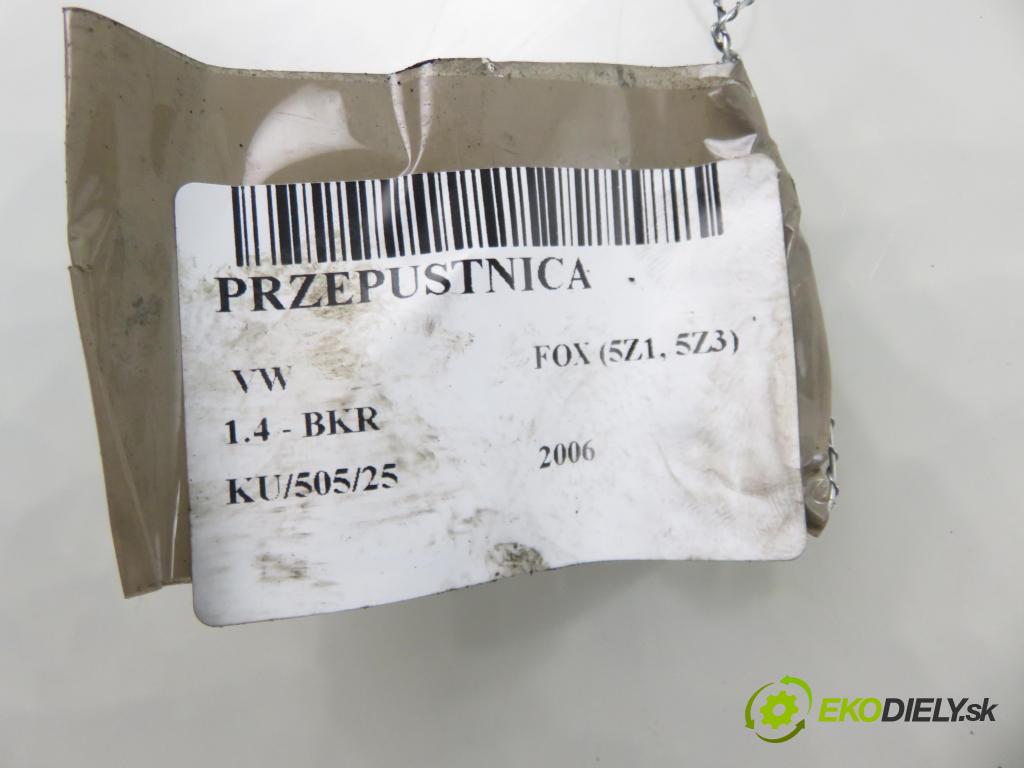 PRZEPUSTNICA
VW FOX (5Z1, 5Z3)
1.4 - BKR
KU/505/25 2006
EKODIELY.sk